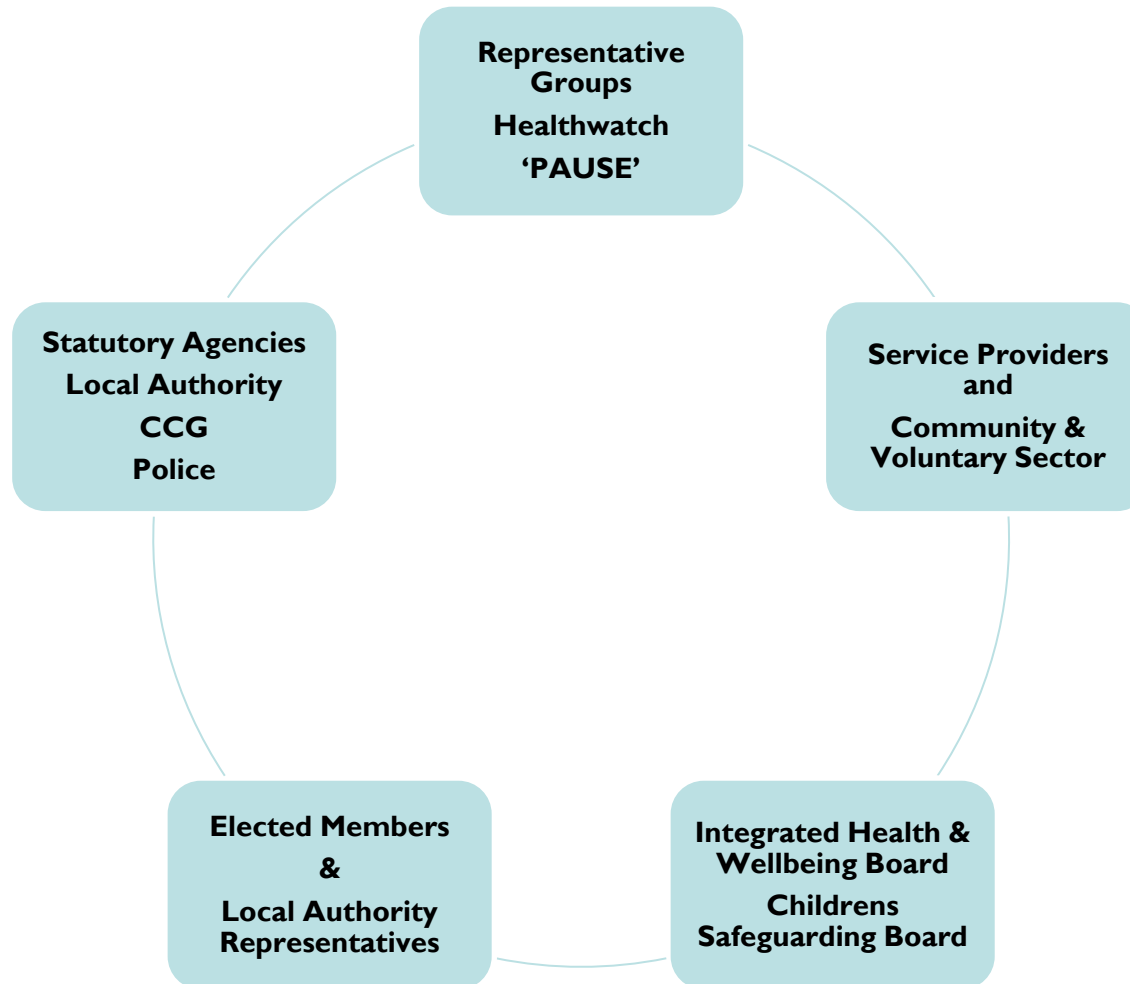 Representative
Groups
Healthwatch
‘PAUSE’
Statutory Agencies
Local Authority
CCG
Police
Service Providers
and
Community &
Voluntary Sector
Elected Members
&
Local Authority
Representatives
Integrated Health &
Wellbeing Board
Childrens
Safeguarding Board